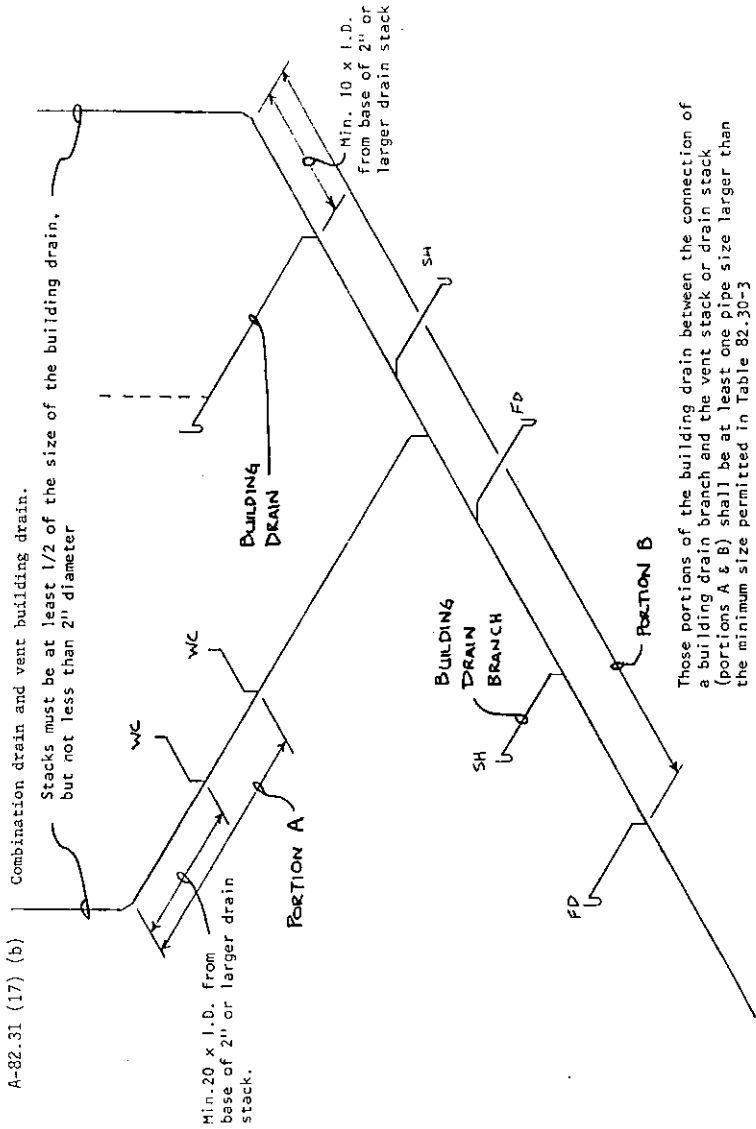 A-82.31 (17) (b) Combination drain and vent building drain.
Stacks must be at least 1/2 of the size of the building drain,
but not less than 2" diameter
Min. 10 x I.D.
from base of 2" or
larger drain stack
BUILDING
DRAIN
SH
WC
WC
FD
Min.20 x I.D. from
base of 2" or larger drain
stack.
PORTION A
BUILDING
DRAIN
BRANCH
SH
PORTION B
FD
Those portions of the building drain between the connection of
a building drain branch and the vent stack or drain stack
(portions A & B) shall be at least one pipe size larger than
the minimum size permitted in Table 82.30-3